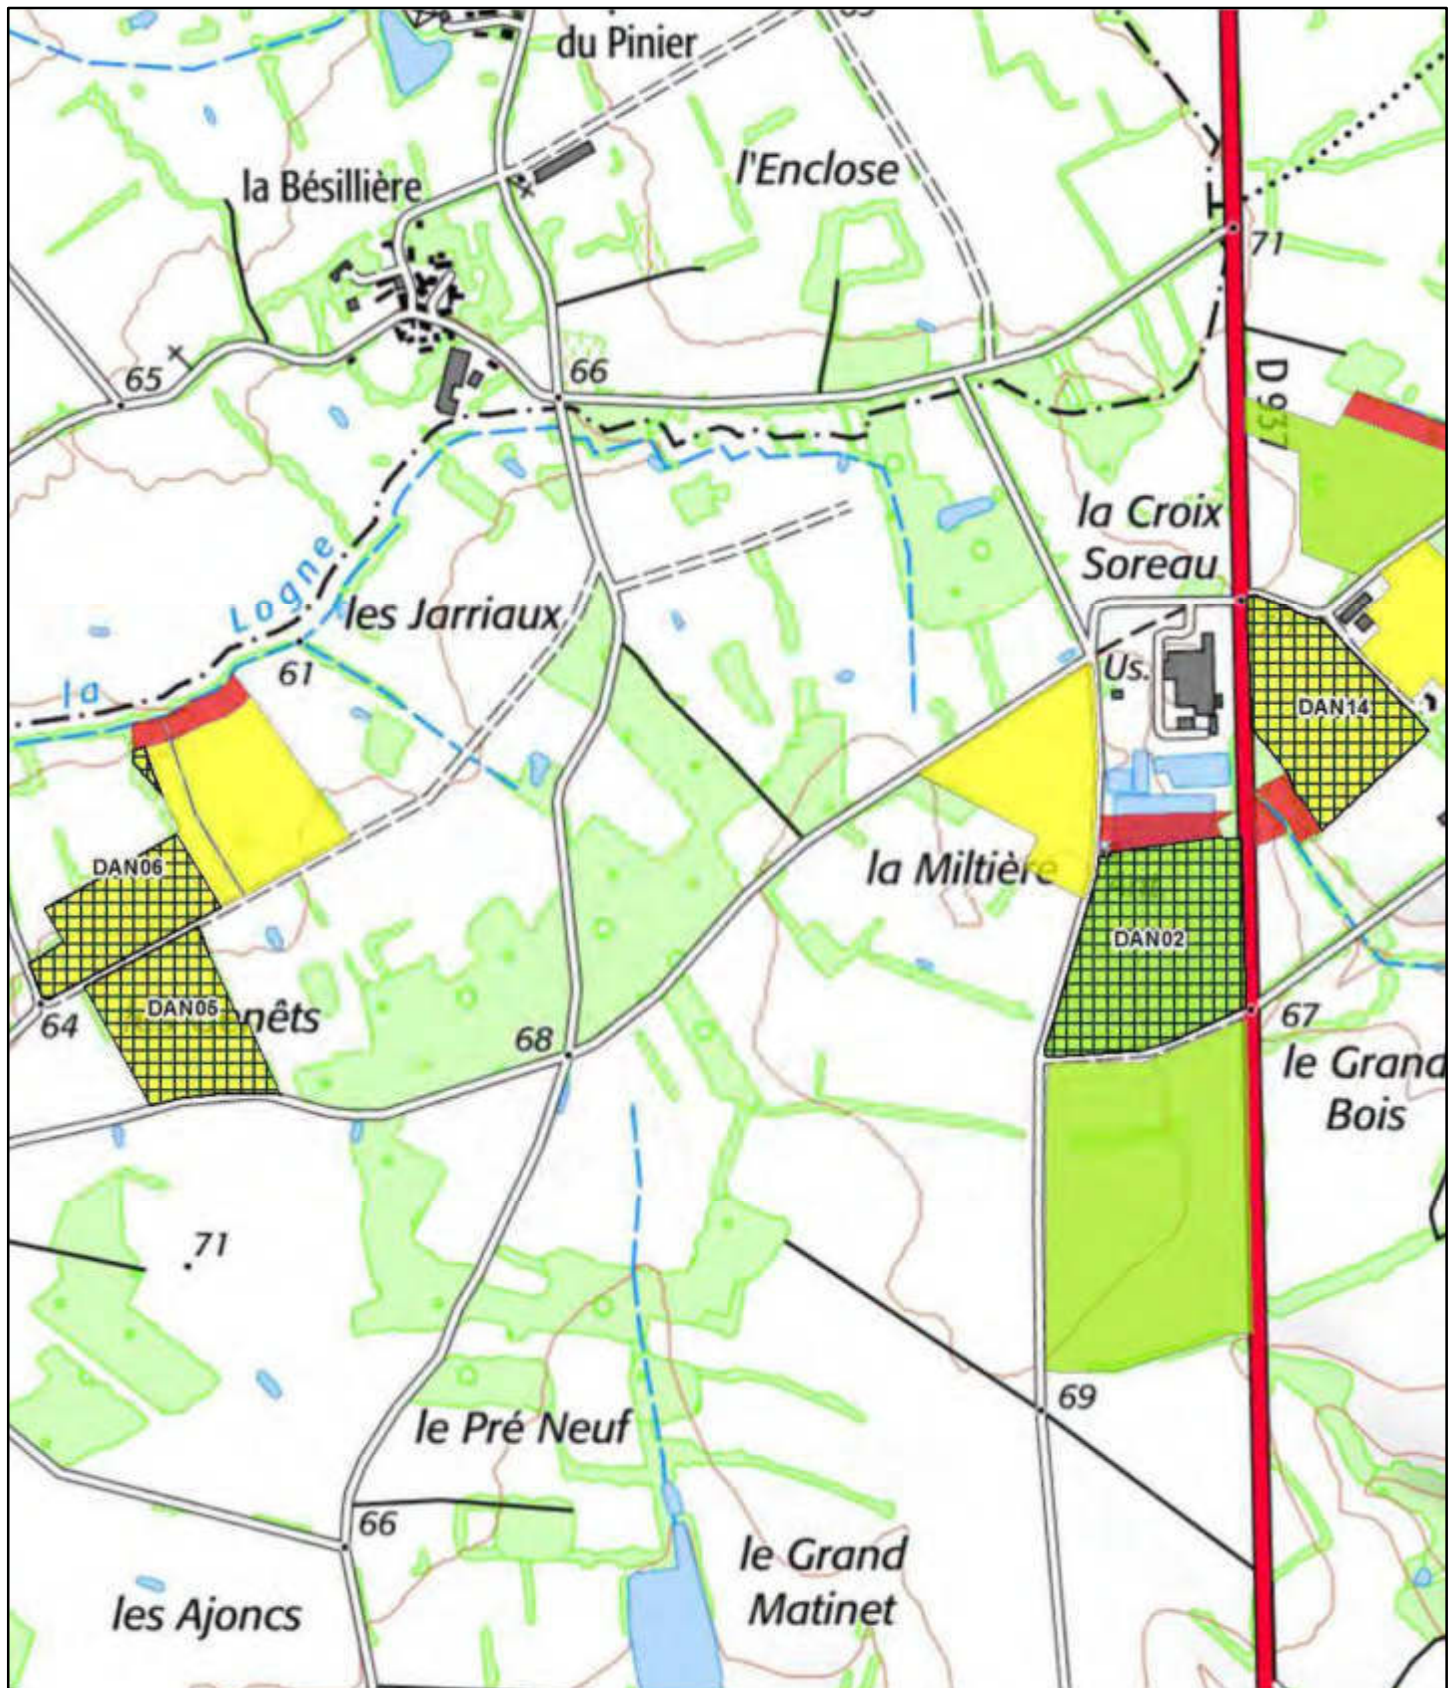 du Pinier
la Bésillière
l'Enclose
71
65
66
D 937
la Croix
Soreau
Logne
les Jarriaux
la
61
Us.
DAN14
la Miltière
DAN06
DAN02
DAN05
nêts
64
68
67
le Grand
Bois
71
69
le Pré Neuf
66
le Grand
Matinet
les Ajoncs